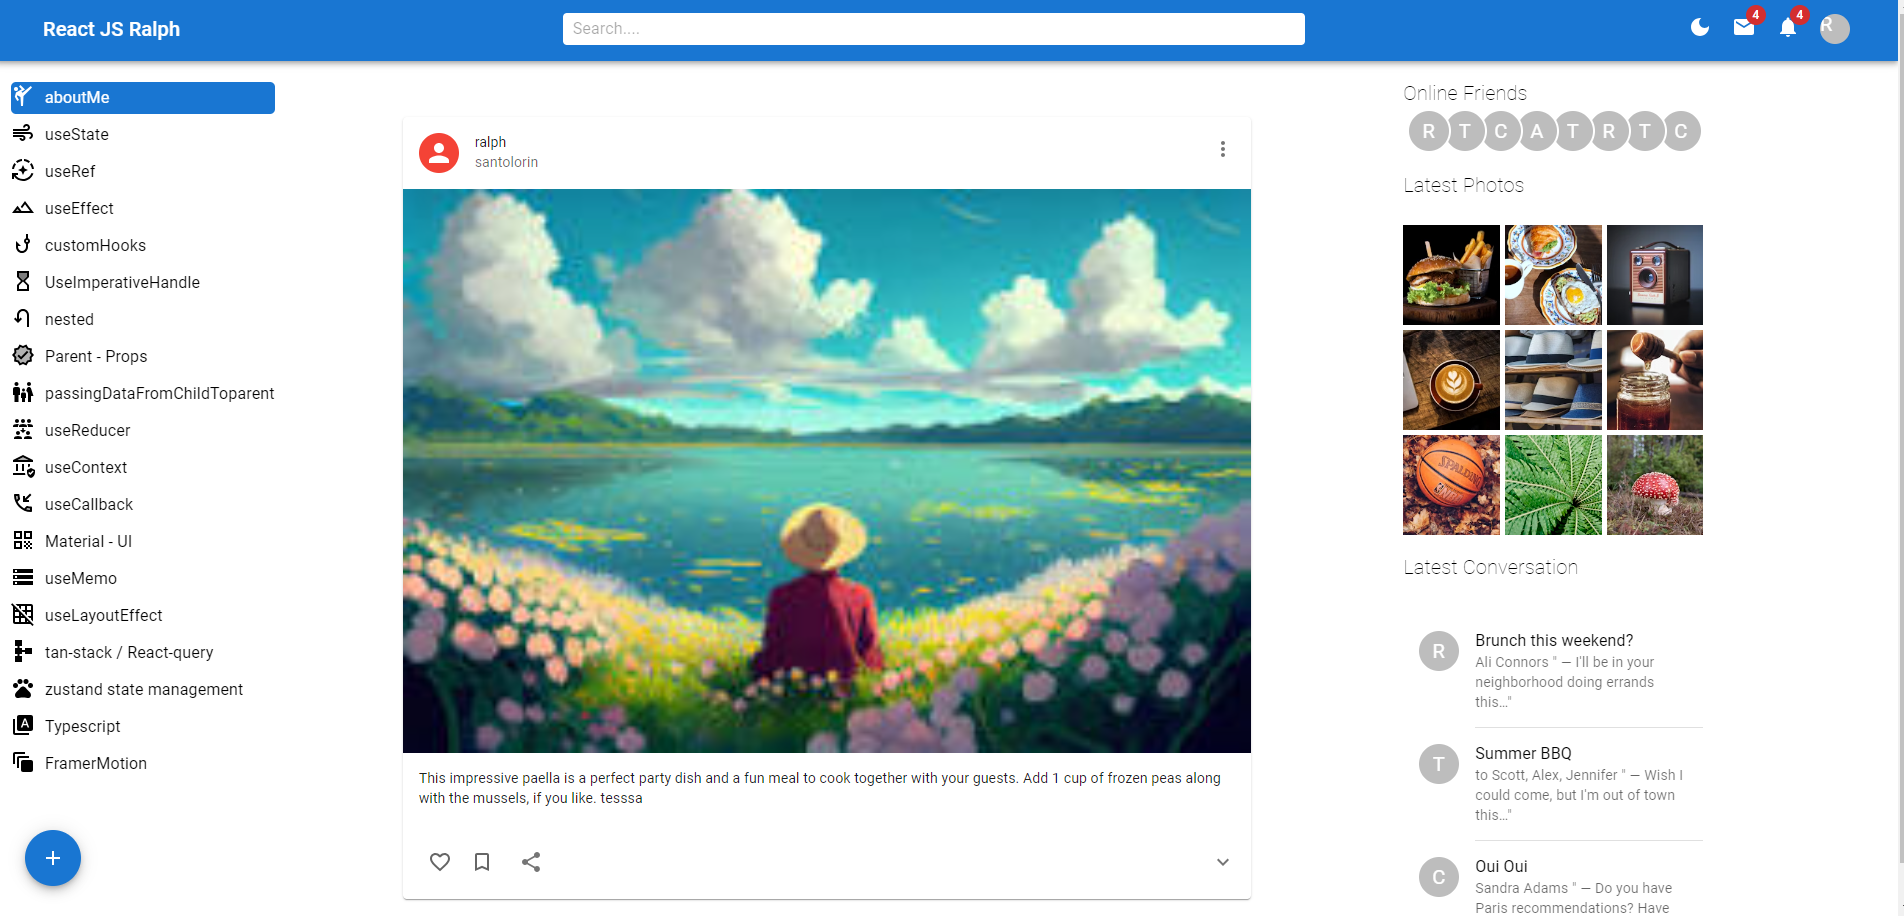 React JS Ralph
Search....
4
4
R
aboutMe
useState
useRef
useEffect
customHooks
UseImperativeHandle
nested
Parent - Props
passingDataFromChildToparent
useReducer
useContext
useCallback
Material - UI
useMemo
useLayoutEffect
tan-stack / React-query
zustand state management
Typescript
FramerMotion
+
ralph
santolorin
This impressive paella is a perfect party dish and a fun meal to cook together with your guests. Add 1 cup of frozen peas along
with the mussels, if you like. tesssa
Online Friends
R T C A T R T C
Latest Photos
SPALDING
Latest Conversation
R
Brunch this weekend?
Ali Connors " — I'll be in your
neighborhood doing errands
this…"
T
Summer BBQ
to Scott, Alex, Jennifer " — Wish I
could come, but I'm out of town
this…"
C
Oui Oui
Sandra Adams " — Do you have
Paris recommendations? Have